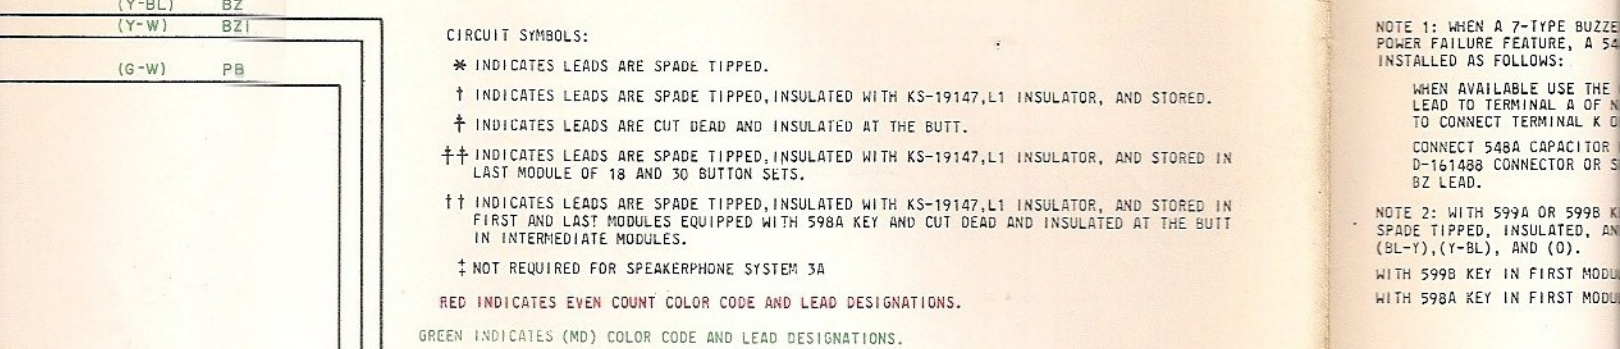 (Y-BL) BZ
(Y-W) BZ1
(G-W) PB
CIRCUIT SYMBOLS:
* INDICATES LEADS ARE SPADE TIPPED.
† INDICATES LEADS ARE SPADE TIPPED,INSULATED WITH KS-19147,L1 INSULATOR, AND STORED.
‡ INDICATES LEADS ARE CUT DEAD AND INSULATED AT THE BUTT.
‡‡ INDICATES LEADS ARE SPADE TIPPED,INSULATED WITH KS-19147,L1 INSULATOR, AND STORED IN
LAST MODULE OF 18 AND 30 BUTTON SETS.
†† INDICATES LEADS ARE SPADE TIPPED,INSULATED WITH KS-19147,L1 INSULATOR, AND STORED IN
FIRST AND LAST MODULES EQUIPPED WITH 598A KEY AND CUT DEAD AND INSULATED AT THE BUTT
IN INTERMEDIATE MODULES.
‡ NOT REQUIRED FOR SPEAKERPHONE SYSTEM 3A
RED INDICATES EVEN COUNT COLOR CODE AND LEAD DESIGNATIONS.
GREEN INDICATES (MD) COLOR CODE AND LEAD DESIGNATIONS.
NOTE 1: WHEN A 7-TYPE BUZZE
POWER FAILURE FEATURE, A 54
INSTALLED AS FOLLOWS:
WHEN AVAILABLE USE THE
LEAD TO TERMINAL A OF N
TO CONNECT TERMINAL K O
CONNECT 548A CAPACITOR
D-161488 CONNECTOR OR S
BZ LEAD.
NOTE 2: WITH 599A OR 599B K
SPADE TIPPED, INSULATED, AN
(BL-Y),(Y-BL), AND (O).
WITH 599B KEY IN FIRST MODU
WITH 598A KEY IN FIRST MODU